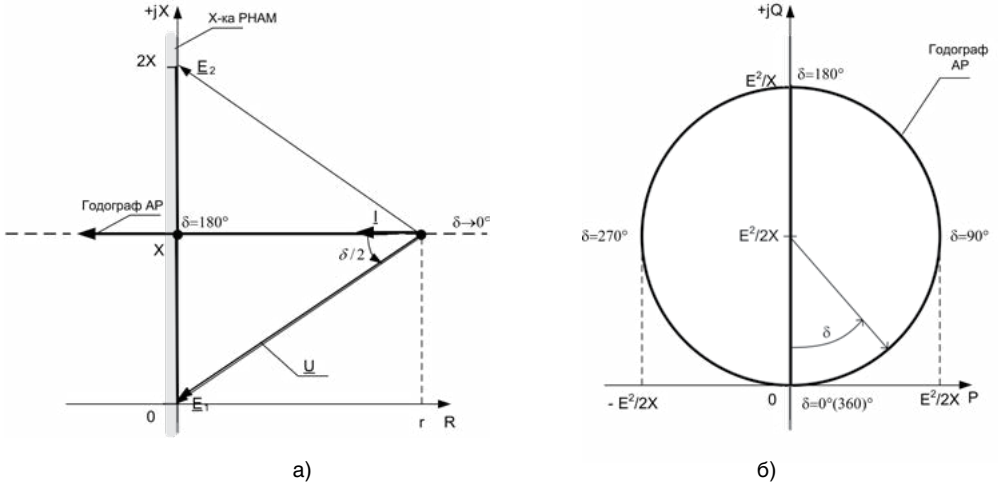 +jX
Х-ка РНАМ
2X
E₂
Годограф АР
δ=180°
I
δ→0°
X
δ/2
U
0
E₁
r
R
а)
+jQ
Годограф
АР
E²/X
δ=180°
δ=270°
E²/2X
δ=90°
δ
- E²/2X
0
δ=0°(360)°
E²/2X
P
б)